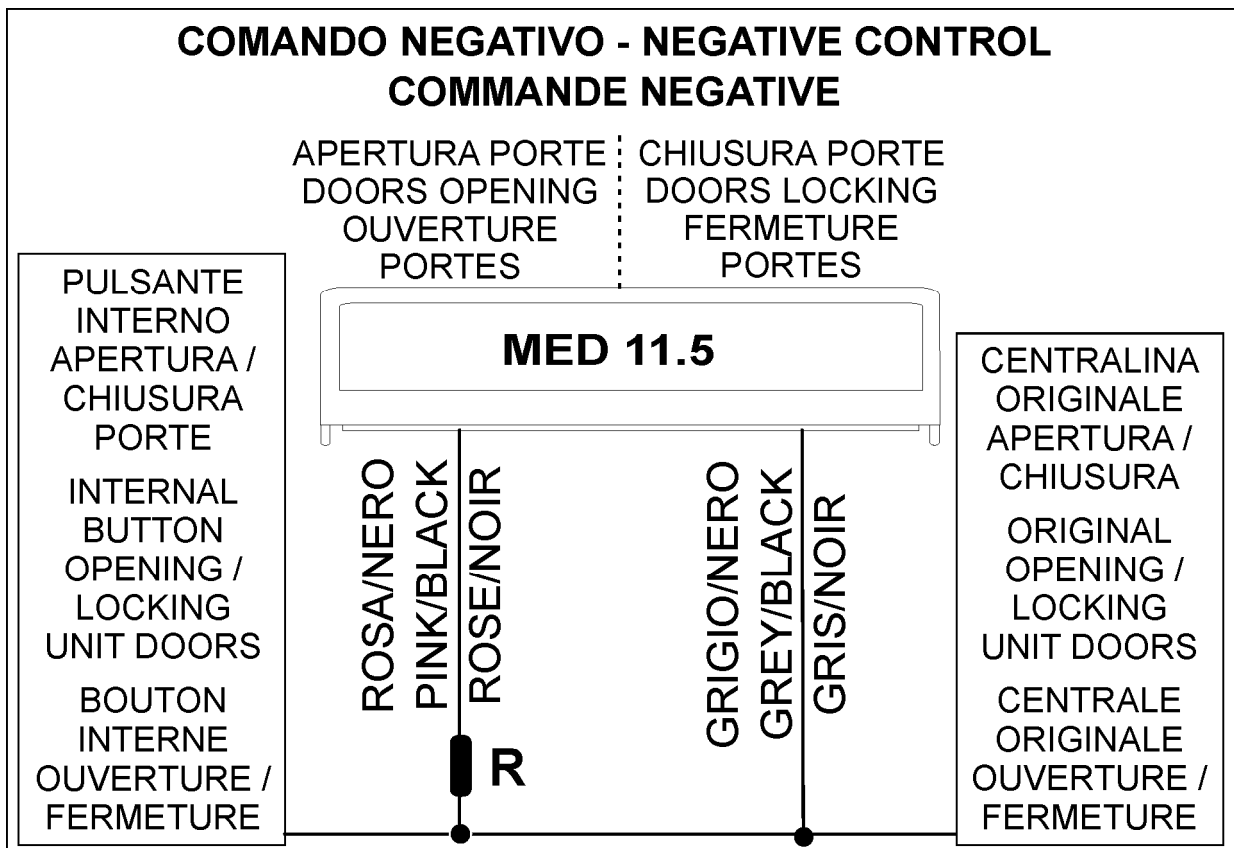 COMANDO NEGATIVO - NEGATIVE CONTROL
COMMANDE NEGATIVE
APERTURA PORTE
DOORS OPENING
OUVERTURE
PORTES
CHIUSURA PORTE
DOORS LOCKING
FERMETURE
PORTES
PULSANTE
INTERNO
APERTURA /
CHIUSURA
PORTE
INTERNAL
BUTTON
OPENING /
LOCKING
UNIT DOORS
BOUTON
INTERNE
OUVERTURE /
FERMETURE
MED 11.5
ROSA/NERO
PINK/BLACK
ROSE/NOIR
R
GRIGIO/NERO
GREY/BLACK
GRIS/NOIR
CENTRALINA
ORIGINALE
APERTURA /
CHIUSURA
ORIGINAL
OPENING /
LOCKING
UNIT DOORS
CENTRALE
ORIGINALE
OUVERTURE /
FERMETURE